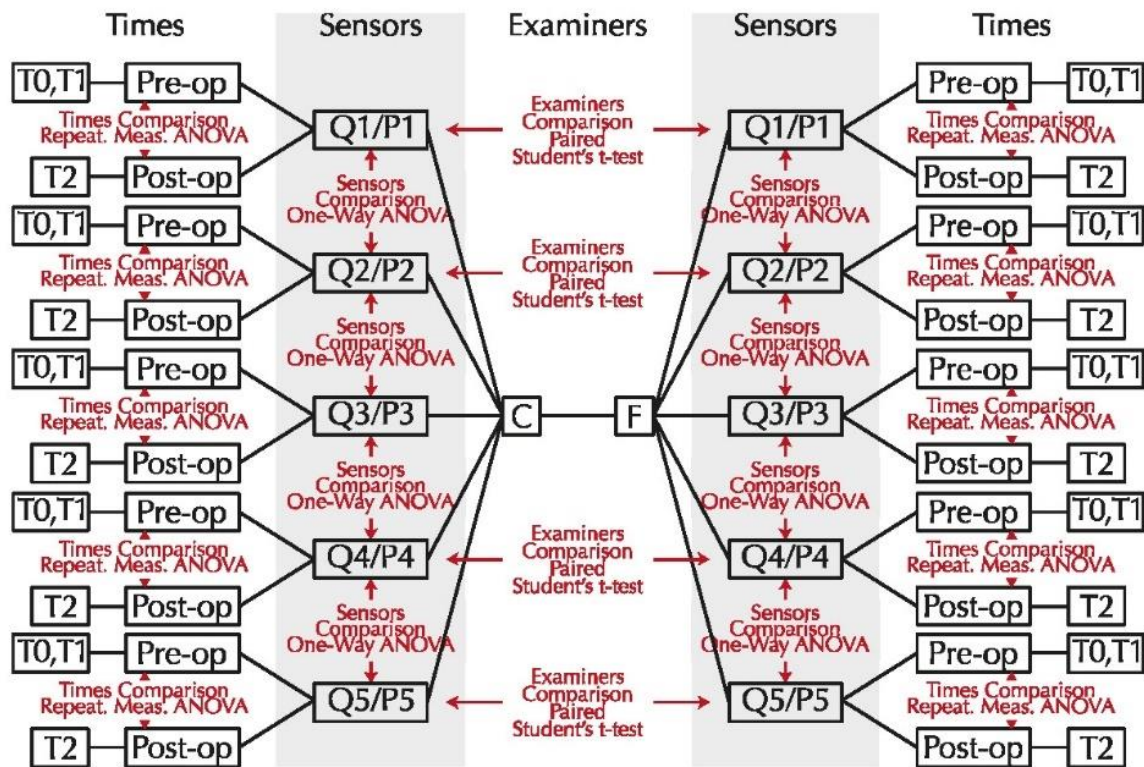 Times Sensors Examiners Sensors Times
T0,T1 Pre-op Pre-op T0,T1
Times Comparison
Repeat. Meas. ANOVA
Q1/P1
Examiners
Comparison
Paired
Student's t-test
Q1/P1
Times Comparison
Repeat. Meas. ANOVA
T2 Post-op Post-op T2
Sensors
Comparison
One-Way ANOVA
Sensors
Comparison
One-Way ANOVA
T0,T1 Pre-op Pre-op T0,T1
Times Comparison
Repeat. Meas. ANOVA
Q2/P2
Examiners
Comparison
Paired
Student's t-test
Q2/P2
Times Comparison
Repeat. Meas. ANOVA
T2 Post-op Post-op T2
Sensors
Comparison
One-Way ANOVA
Sensors
Comparison
One-Way ANOVA
T0,T1 Pre-op Pre-op T0,T1
Times Comparison
Repeat. Meas. ANOVA
Q3/P3 C F Q3/P3
Times Comparison
Repeat. Meas. ANOVA
T2 Post-op Post-op T2
Sensors
Comparison
One-Way ANOVA
Sensors
Comparison
One-Way ANOVA
T0,T1 Pre-op Pre-op T0,T1
Times Comparison
Repeat. Meas. ANOVA
Q4/P4
Examiners
Comparison
Paired
Student's t-test
Q4/P4
Times Comparison
Repeat. Meas. ANOVA
T2 Post-op Post-op T2
Sensors
Comparison
One-Way ANOVA
Sensors
Comparison
One-Way ANOVA
T0,T1 Pre-op Pre-op T0,T1
Times Comparison
Repeat. Meas. ANOVA
Q5/P5
Examiners
Comparison
Paired
Student's t-test
Q5/P5
Times Comparison
Repeat. Meas. ANOVA
T2 Post-op Post-op T2